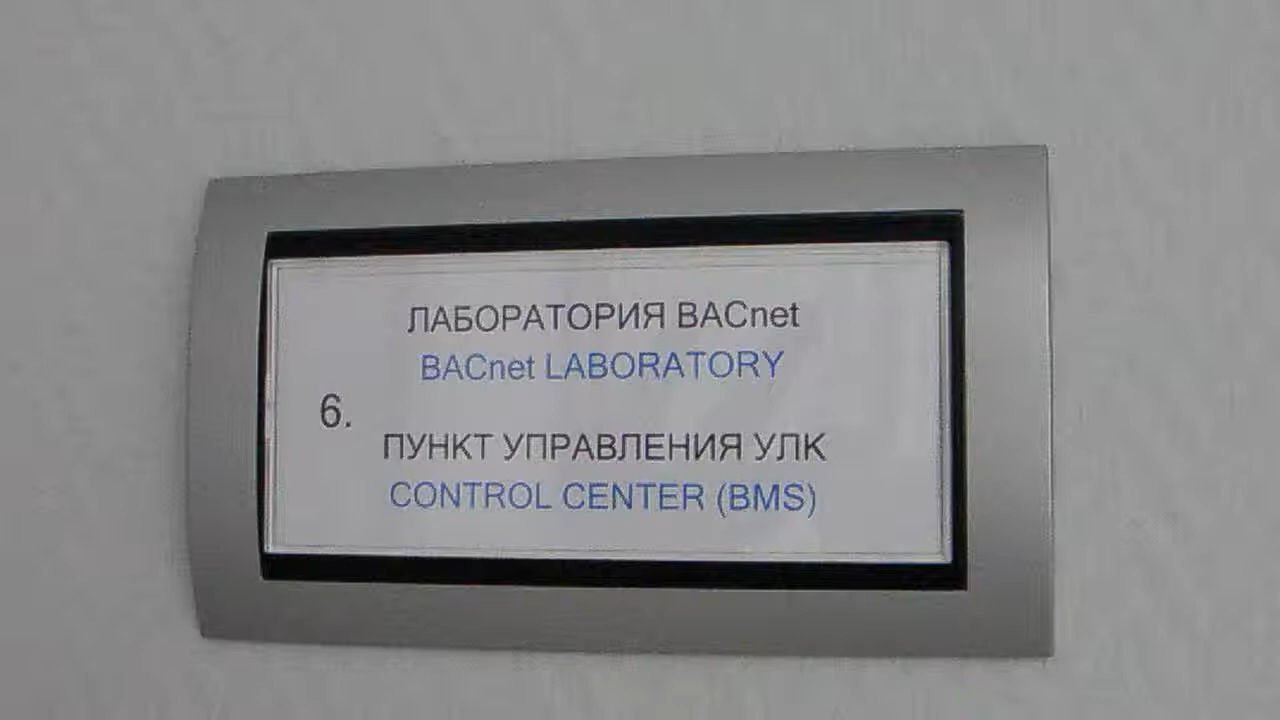 ЛАБОРАТОРИЯ BACnet
BACnet LABORATORY
6.
ПУНКТ УПРАВЛЕНИЯ УЛК
CONTROL CENTER (BMS)